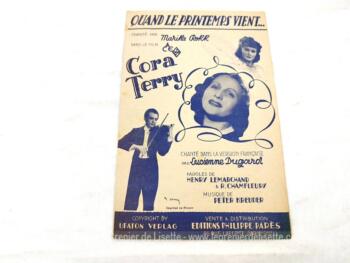 QUAND LE PRINTEMPS VIENT...
CHANTÉ PAR Marika RÖKK
DANS LE FILM
Cora
Terry
CHANTÉ DANS LA VERSION FRANÇAISE
PAR Lucienne Dugard
PAROLES DE
HENRY LEMARCHAND
& R. CHAMFLEURY
MUSIQUE DE
PETER KREUDER
COPYRIGHT BY
UFATON VERLAG
VENTE & DISTRIBUTION
EDITIONS PHILIPPE PARÈS